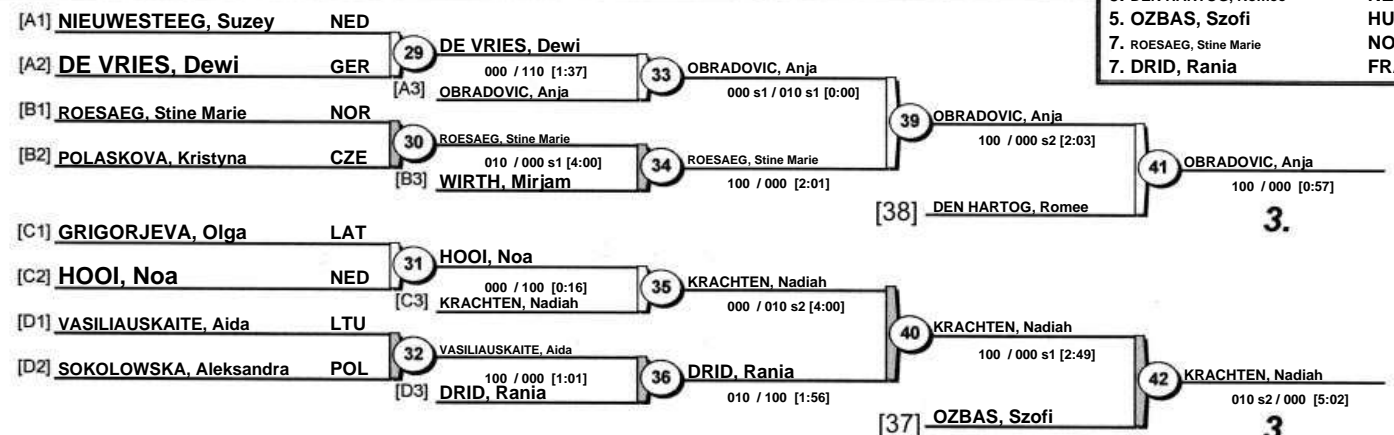 5. OZBAS, Szofi HU
7. ROESAEG, Stine Marie NO
7. DRID, Rania FR
[A1] NIEUWESTEEG, Suzey NED
[A2] DE VRIES, Dewi GER
29 DE VRIES, Dewi
000 / 110 [1:37]
[A3] OBRADOVIC, Anja
33 OBRADOVIC, Anja
000 s1 / 010 s1 [0:00]
[B1] ROESAEG, Stine Marie NOR
[B2] POLASKOVA, Kristyna CZE
30 ROESAEG, Stine Marie
010 / 000 s1 [4:00]
[B3] WIRTH, Mirjam
34 ROESAEG, Stine Marie
100 / 000 [2:01]
39 OBRADOVIC, Anja
100 / 000 s2 [2:03]
[38] DEN HARTOG, Romee
41 OBRADOVIC, Anja
100 / 000 [0:57]
3.
[C1] GRIGORJEVA, Olga LAT
[C2] HOOI, Noa NED
31 HOOI, Noa
000 / 100 [0:16]
[C3] KRACHTEN, Nadiah
35 KRACHTEN, Nadiah
000 / 010 s2 [4:00]
[D1] VASILIAUSKAITE, Aida LTU
[D2] SOKOLOWSKA, Aleksandra POL
32 VASILIAUSKAITE, Aida
100 / 000 [1:01]
[D3] DRID, Rania
36 DRID, Rania
010 / 100 [1:56]
40 KRACHTEN, Nadiah
100 / 000 s1 [2:49]
[37] OZBAS, Szofi
42 KRACHTEN, Nadiah
010 s2 / 000 [5:02]
3